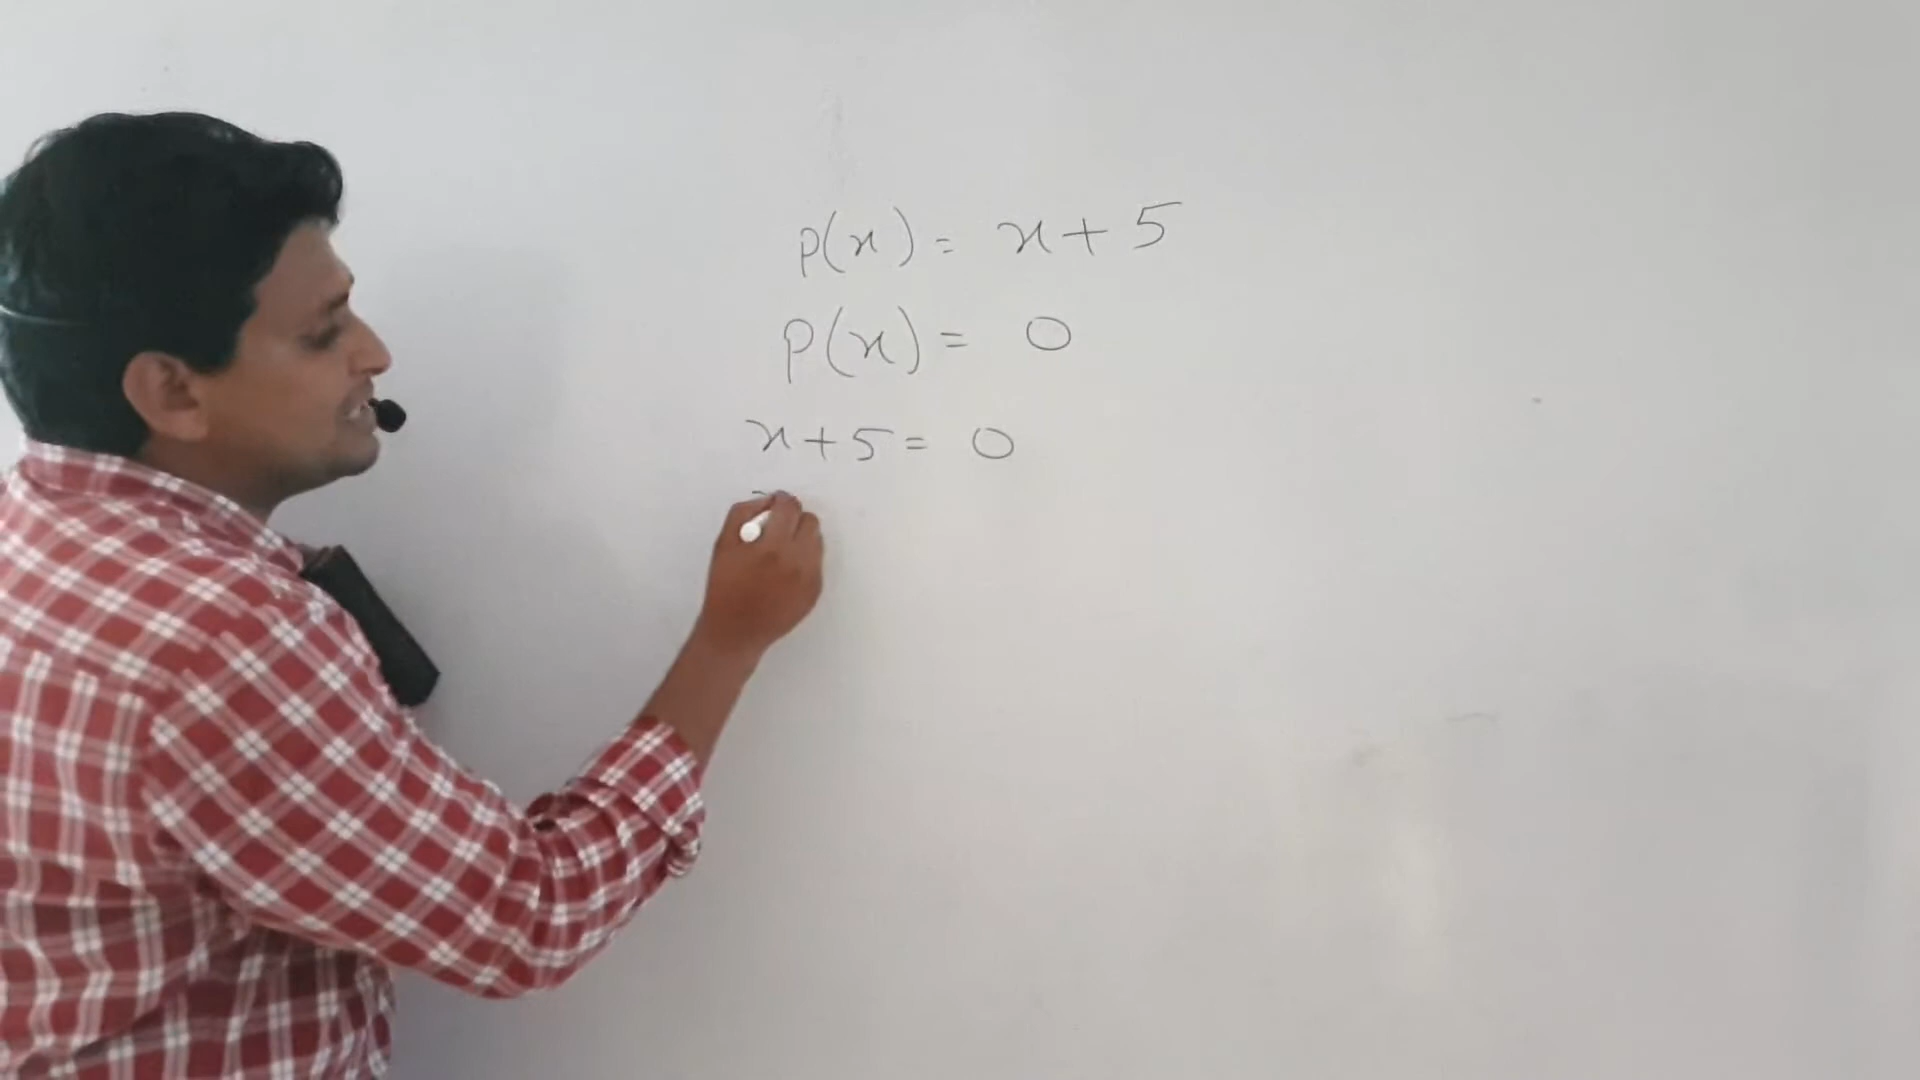 p(x) = x + 5
p(x) = 0
x + 5 = 0